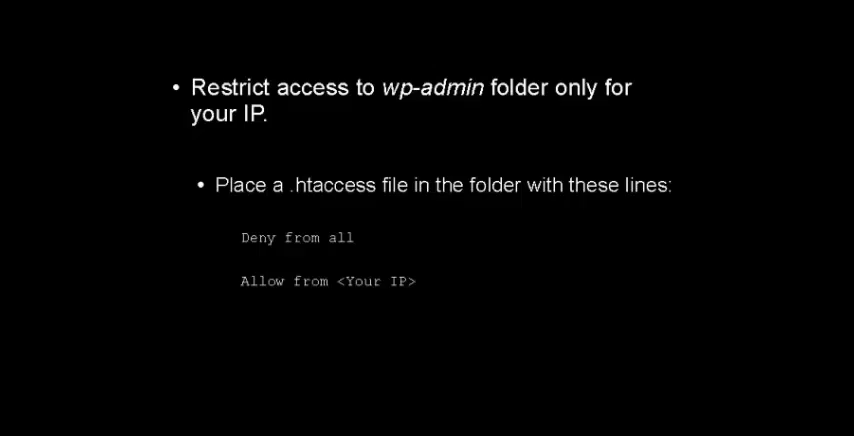 • Restrict access to wp-admin folder only for
your IP.
• Place a .htaccess file in the folder with these lines:
Deny from all
Allow from <Your IP>